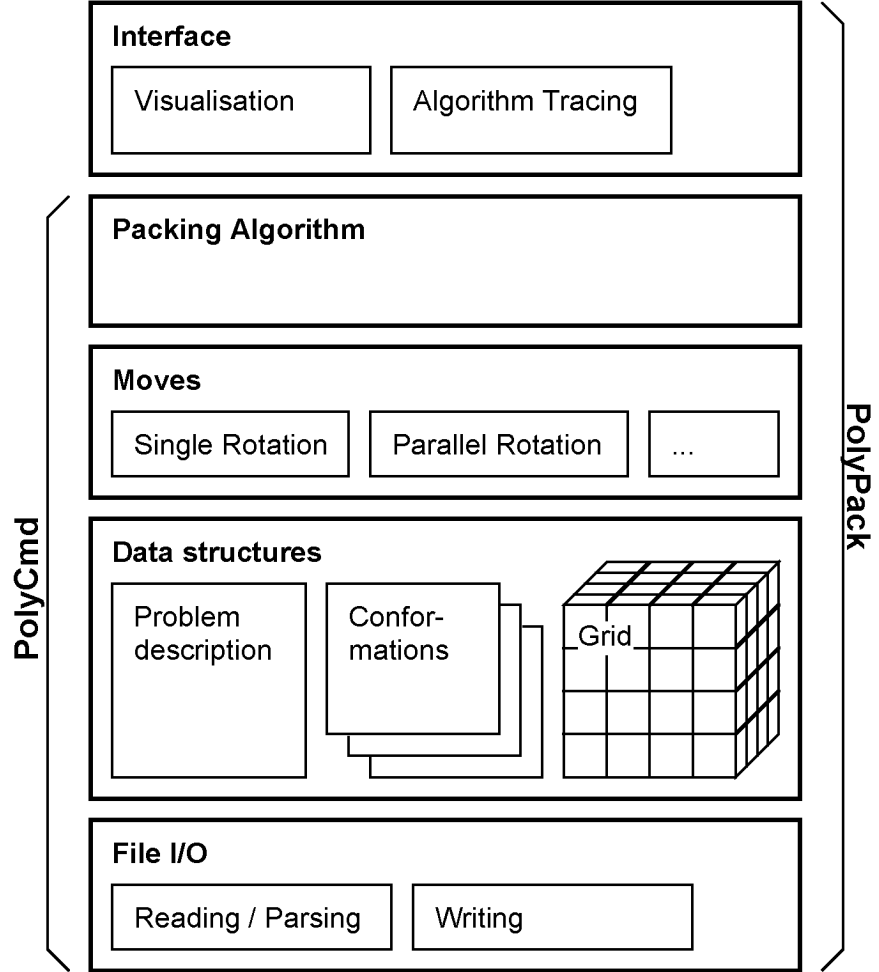 Interface
Visualisation
Algorithm Tracing
Packing Algorithm
Moves
Single Rotation
Parallel Rotation
...
Data structures
Problem
description
Confor-
mations
Grid
File I/O
Reading / Parsing
Writing
PolyCmd
PolyPack